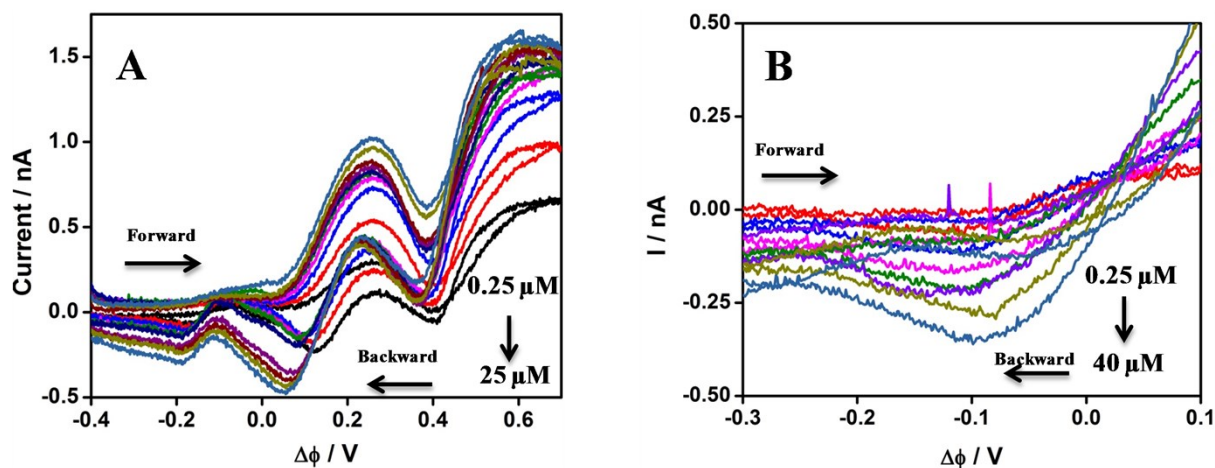 A
Current / nA
1.5
1.0
0.5
0.0
-0.5
Forward
Backward
0.25 µM
25 µM
-0.4 -0.2 0.0 0.2 0.4 0.6
Δϕ / V
B
I / nA
0.50
0.25
0.00
-0.25
-0.50
Forward
Backward
0.25 µM
40 µM
-0.3 -0.2 -0.1 0.0 0.1
Δϕ / V